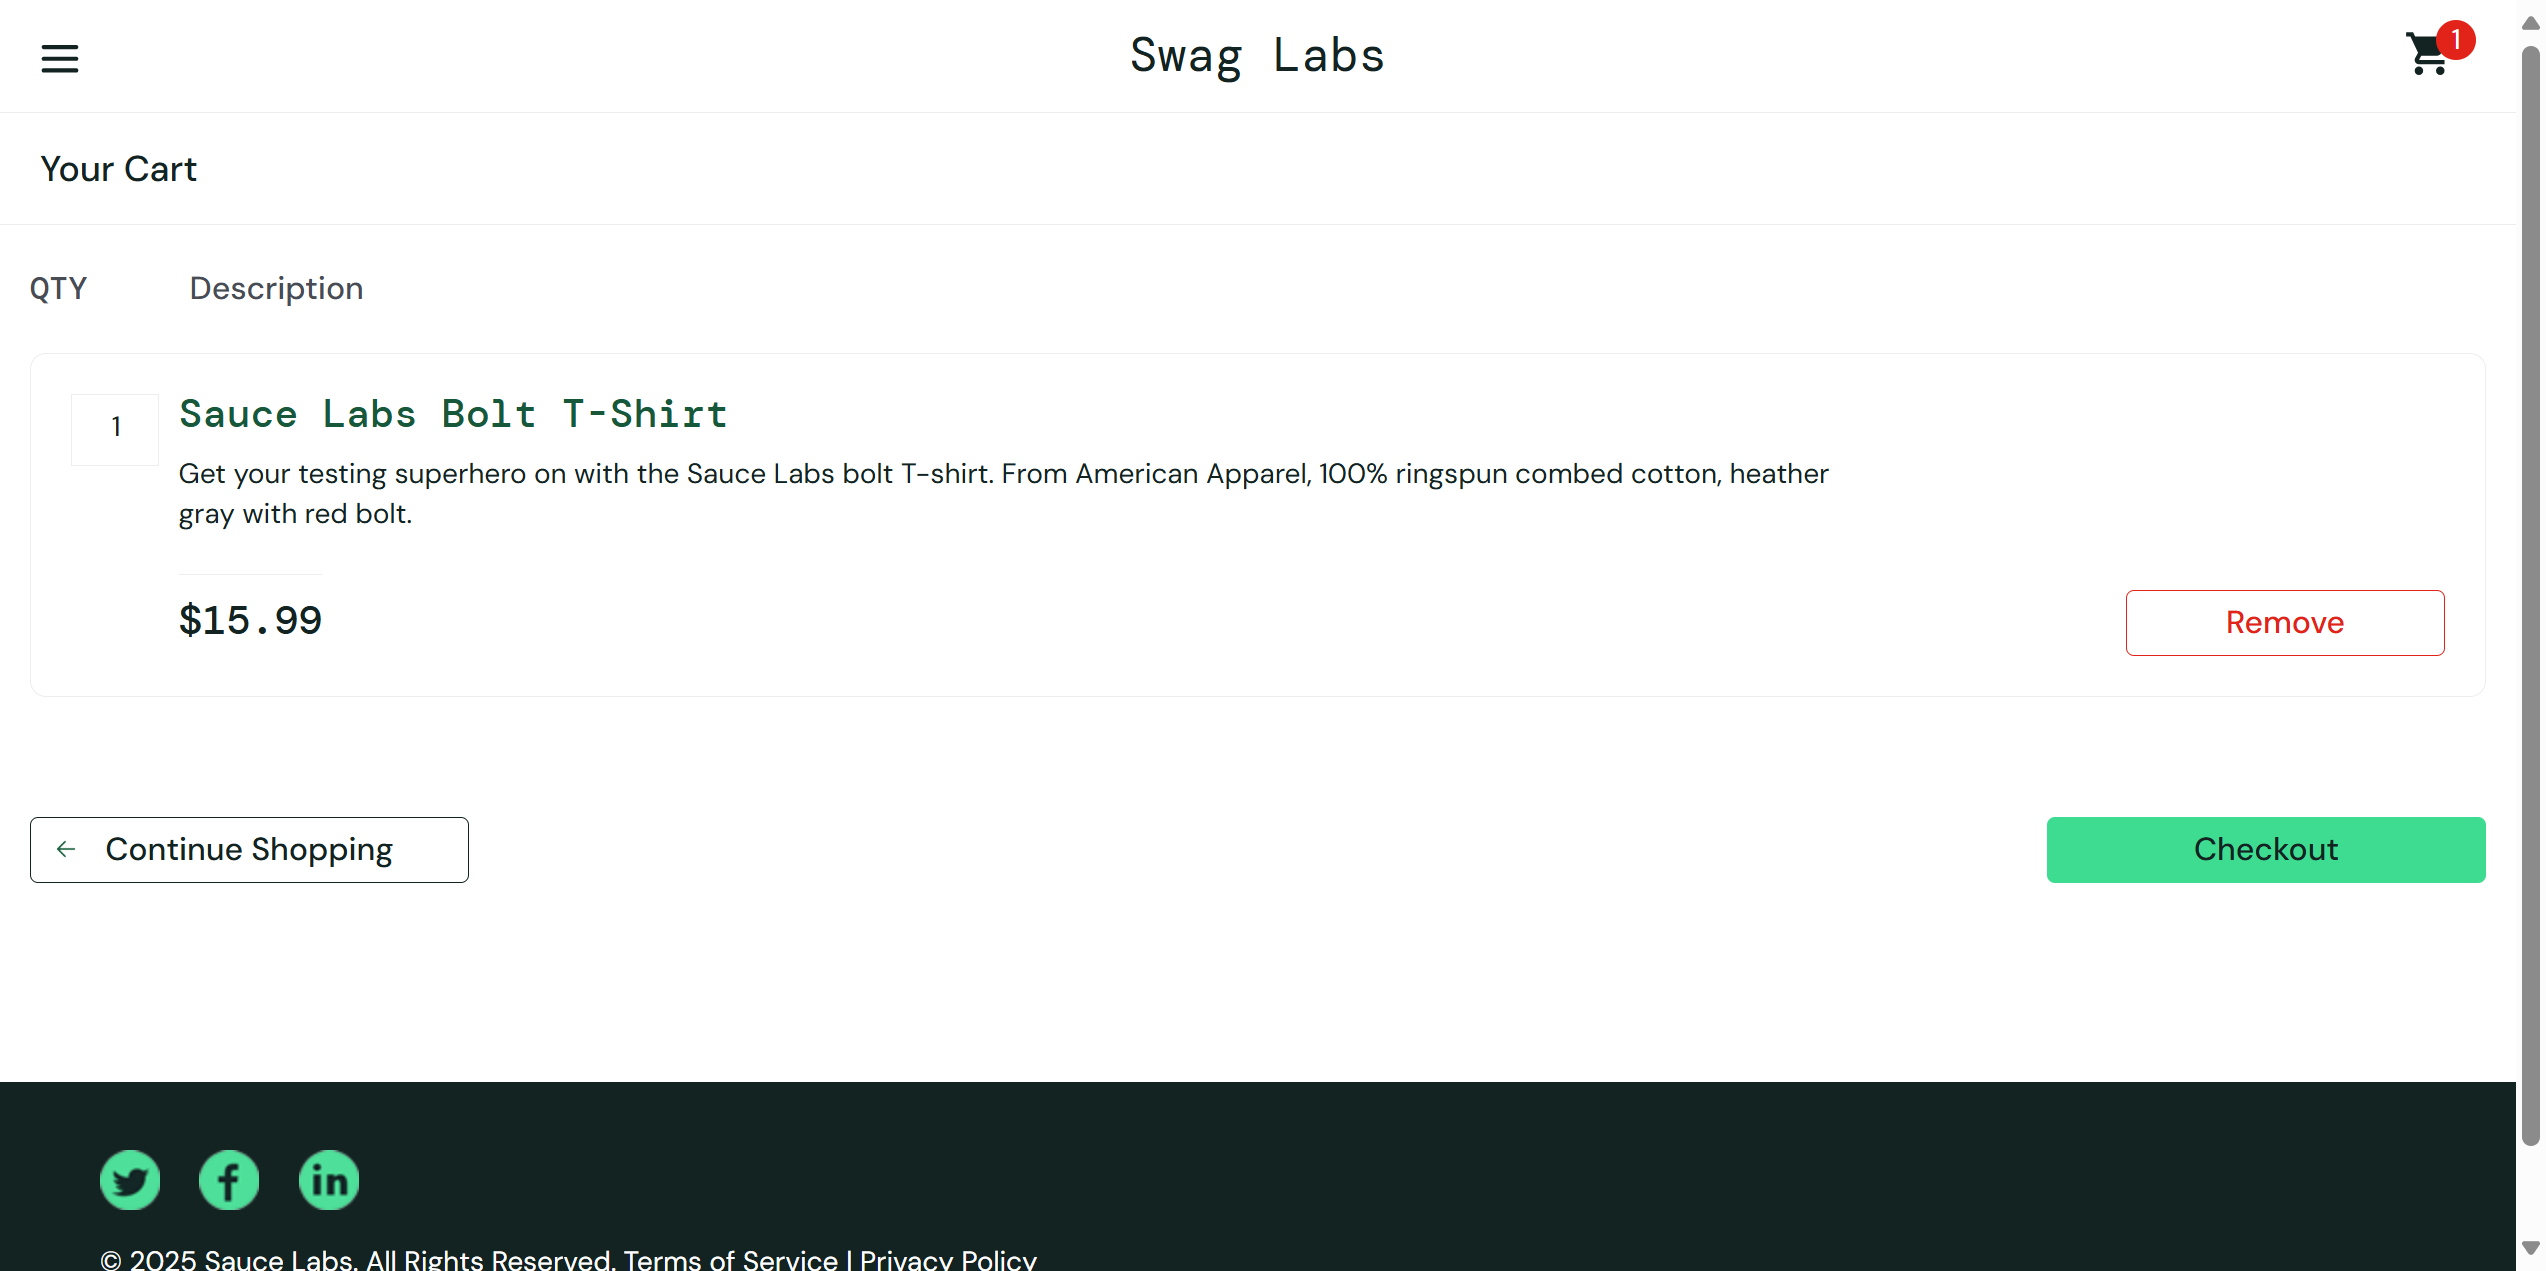 Swag Labs
1
Your Cart
QTY Description
1
Sauce Labs Bolt T-Shirt
Get your testing superhero on with the Sauce Labs bolt T-shirt. From American Apparel, 100% ringspun combed cotton, heather
gray with red bolt.
$15.99
Remove
Continue Shopping
Checkout
© 2025 Sauce Labs. All Rights Reserved. Terms of Service | Privacy Policy